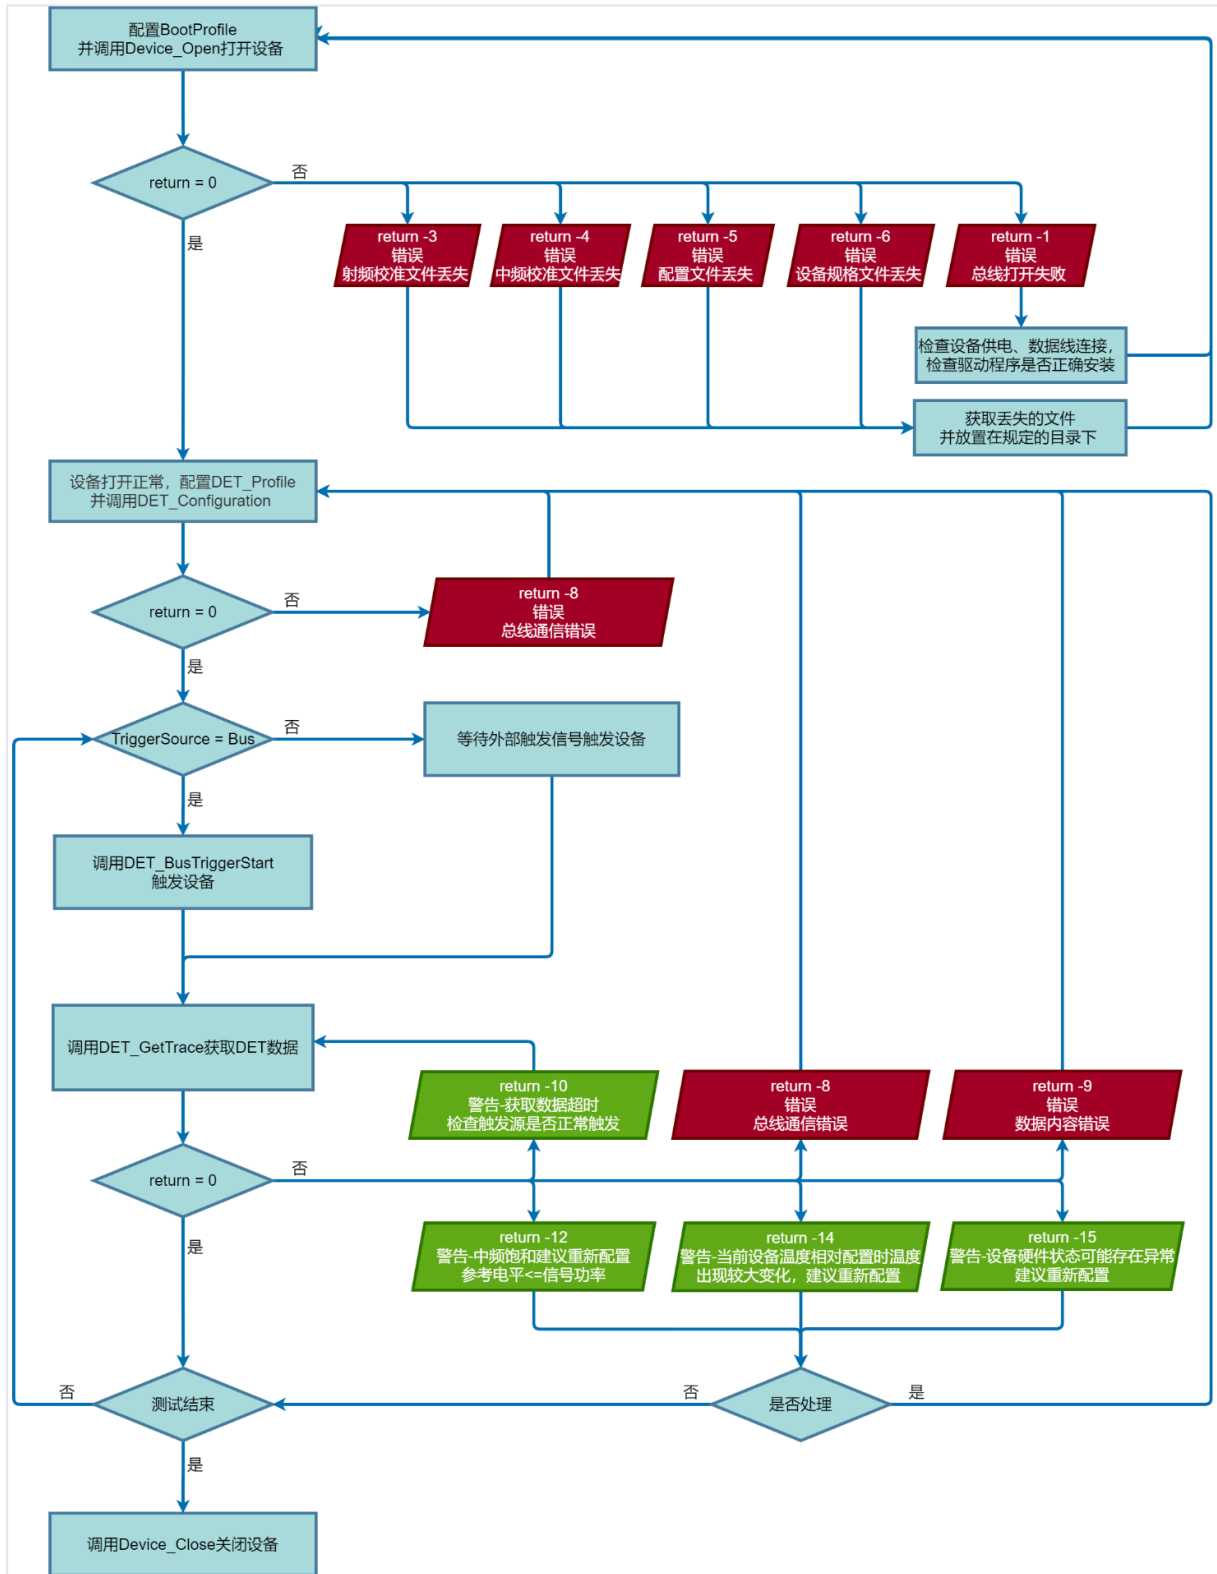 配置BootProfile
并调用Device_Open打开设备
return = 0
否
是
return -3
错误
射频校准文件丢失
return -4
错误
中频校准文件丢失
return -5
错误
配置文件丢失
return -6
错误
设备规格文件丢失
return -1
错误
总线打开失败
检查设备供电、数据线连接，
检查驱动程序是否正确安装
获取丢失的文件
并放置在规定的目录下
设备打开正常，配置DET_Profile
并调用DET_Configuration
return = 0
否
是
return -8
错误
总线通信错误
TriggerSource = Bus
否
是
等待外部触发信号触发设备
调用DET_BusTriggerStart
触发设备
调用DET_GetTrace获取DET数据
return -10
警告-获取数据超时
检查触发源是否正常触发
return -8
错误
总线通信错误
return -9
错误
数据内容错误
return = 0
否
是
return -12
警告-中频饱和建议重新配置
参考电平<=信号功率
return -14
警告-当前设备温度相对配置时温度
出现较大变化，建议重新配置
return -15
警告-设备硬件状态可能存在异常
建议重新配置
否
测试结束
否
是否处理
是
是
调用Device_Close关闭设备